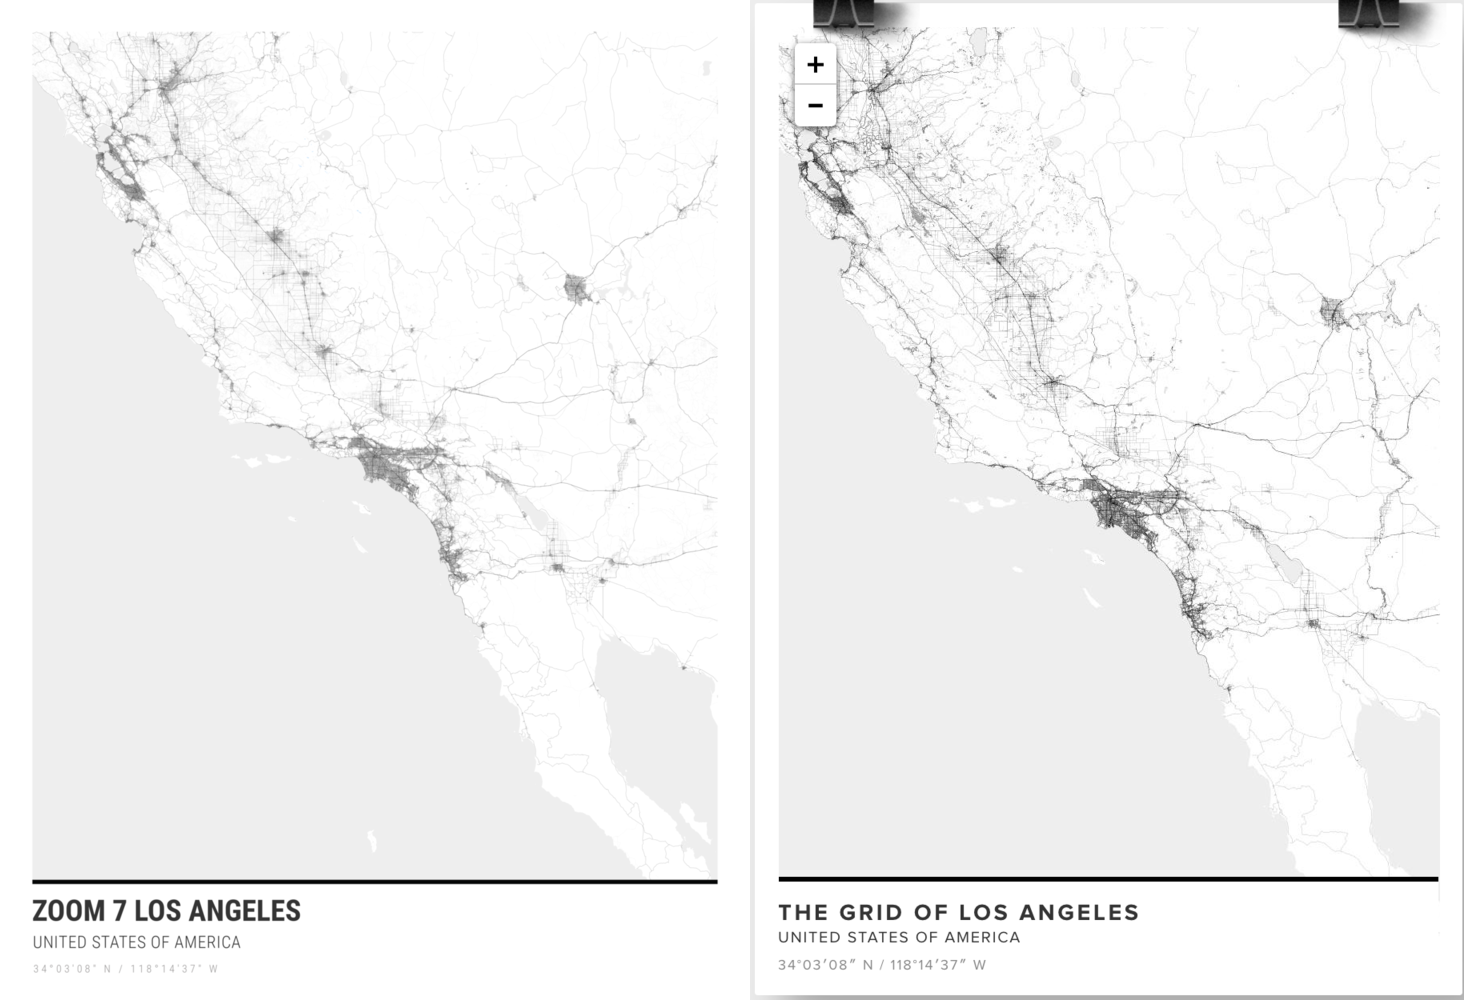 +
−
ZOOM 7 LOS ANGELES
UNITED STATES OF AMERICA
34°03'08" N / 118°14'37" W
THE GRID OF LOS ANGELES
UNITED STATES OF AMERICA
34°03′08″ N / 118°14′37″ W